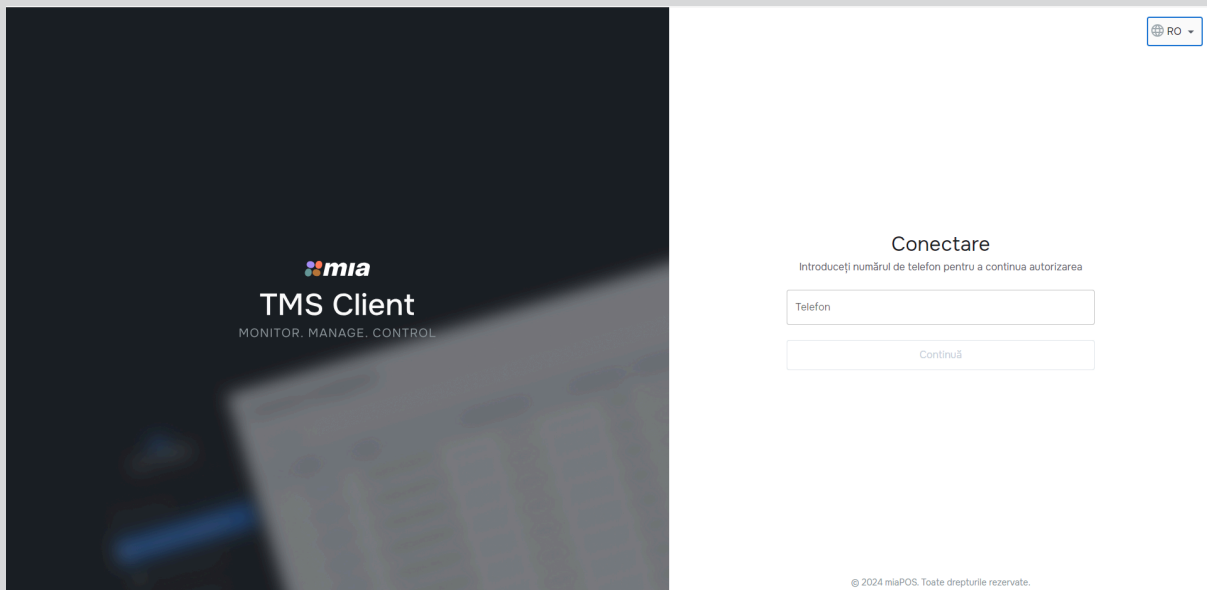 mia
TMS Client
MONITOR. MANAGE. CONTROL
RO
Conectare
Introduceți numărul de telefon pentru a continua autorizarea
Telefon
Continuă
© 2024 miaPOS. Toate drepturile rezervate.